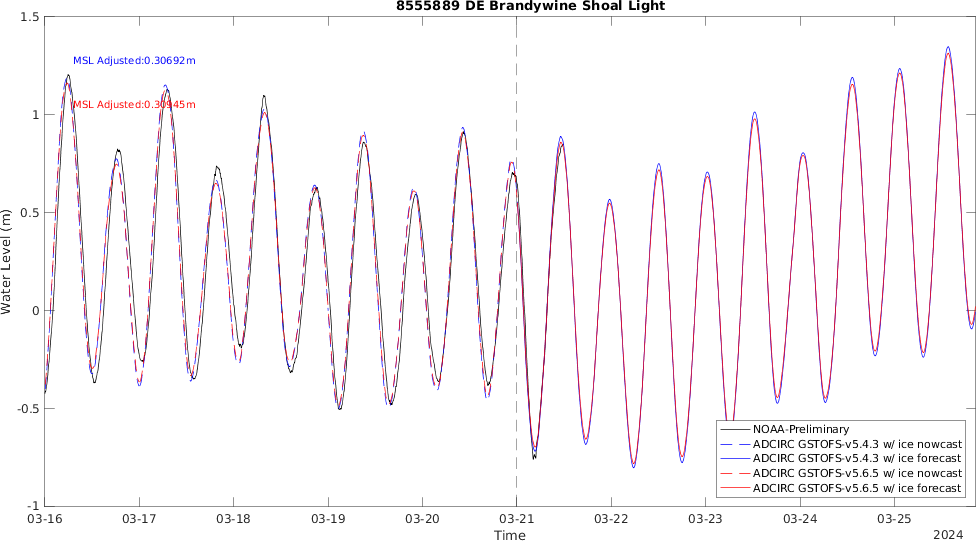 8555889 DE Brandywine Shoal Light
1.5
1
0.5
0
-0.5
-1
Water Level (m)
MSL Adjusted:0.30692m
MSL Adjusted:0.30945m
NOAA-Preliminary
ADCIRC GSTOFS-v5.4.3 w/ ice nowcast
ADCIRC GSTOFS-v5.4.3 w/ ice forecast
ADCIRC GSTOFS-v5.6.5 w/ ice nowcast
ADCIRC GSTOFS-v5.6.5 w/ ice forecast
03-16 03-17 03-18 03-19 03-20 03-21 03-22 03-23 03-24 03-25
Time
2024